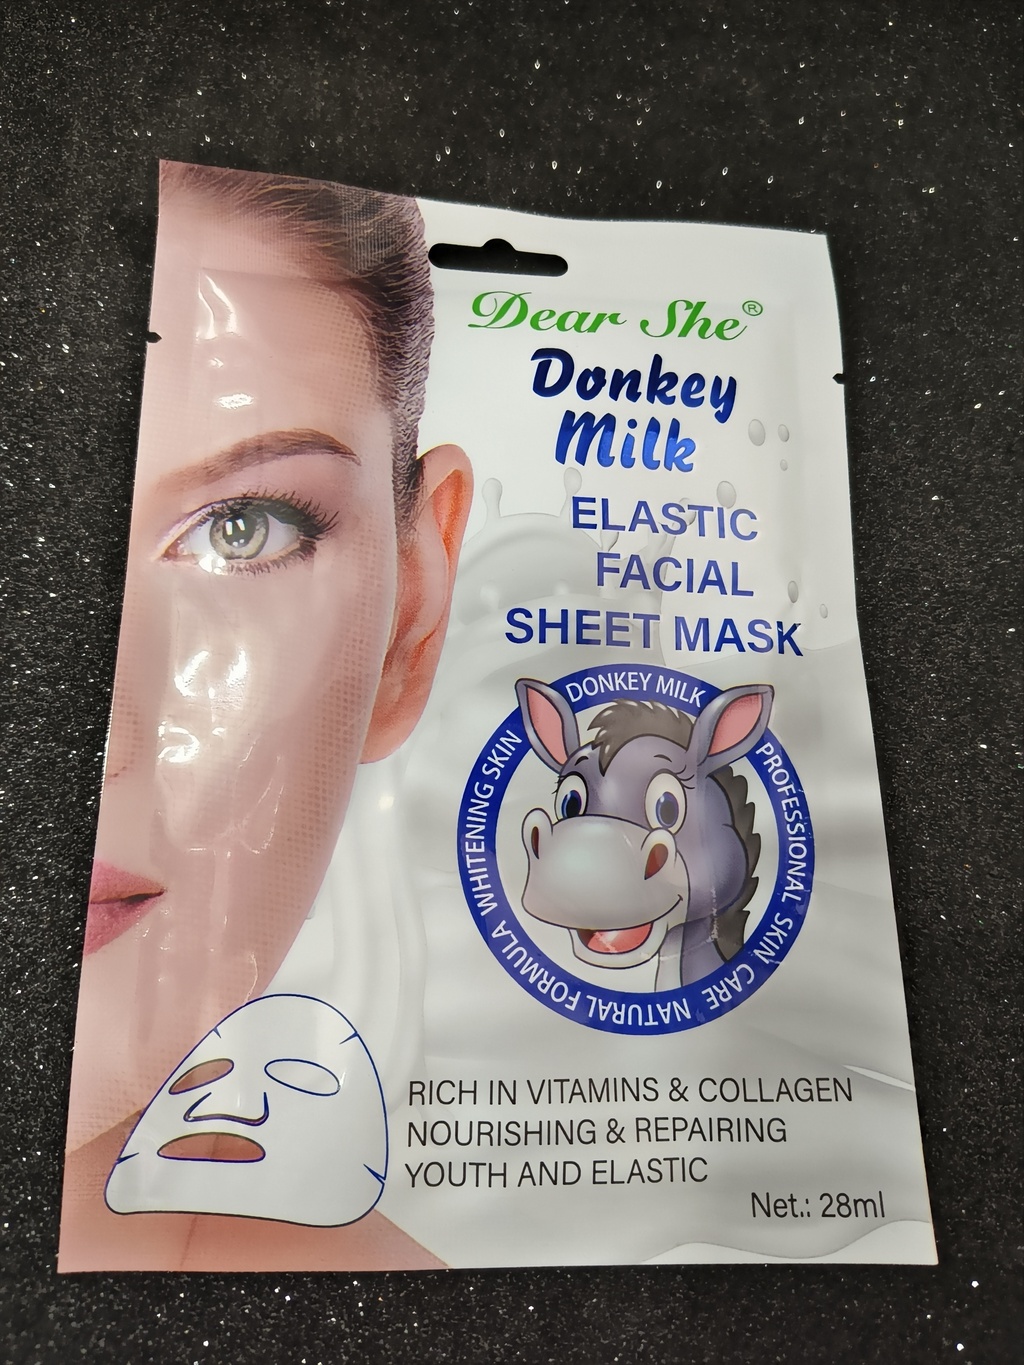 Dear She®
Donkey
Milk
ELASTIC
FACIAL
SHEET MASK
DONKEY MILK
PROFESSIONAL SKIN CARE
NATURAL FORMULA
WHITENING SKIN
RICH IN VITAMINS & COLLAGEN
NOURISHING & REPAIRING
YOUTH AND ELASTIC
Net.: 28ml